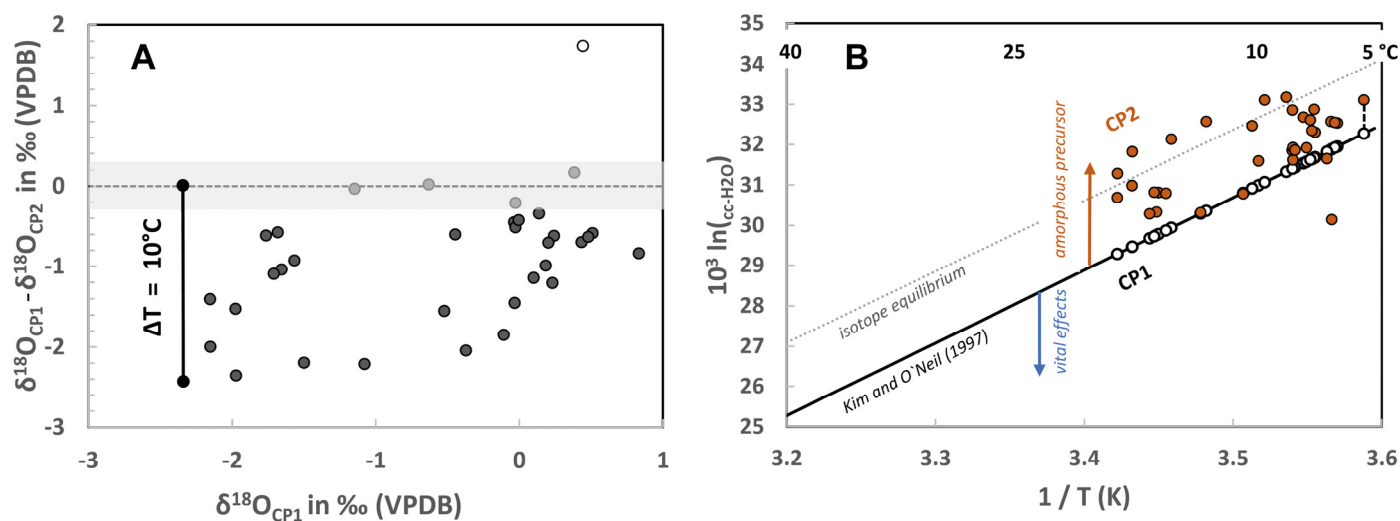 A
δ¹⁸O_CP1 - δ¹⁸O_CP2 in ‰ (VPDB)
2
1
0
-1
-2
-3
ΔT = 10°C
-3
-2
-1
0
1
δ¹⁸O_CP1 in ‰ (VPDB)
B
10³ ln(cc-H2O)
35
34
33
32
31
30
29
28
27
26
25
40
25
10
5 °C
CP2
amorphous precursor
isotope equilibrium
CP1
vital effects
Kim and O`Neil (1997)
3.2
3.3
3.4
3.5
3.6
1 / T (K)